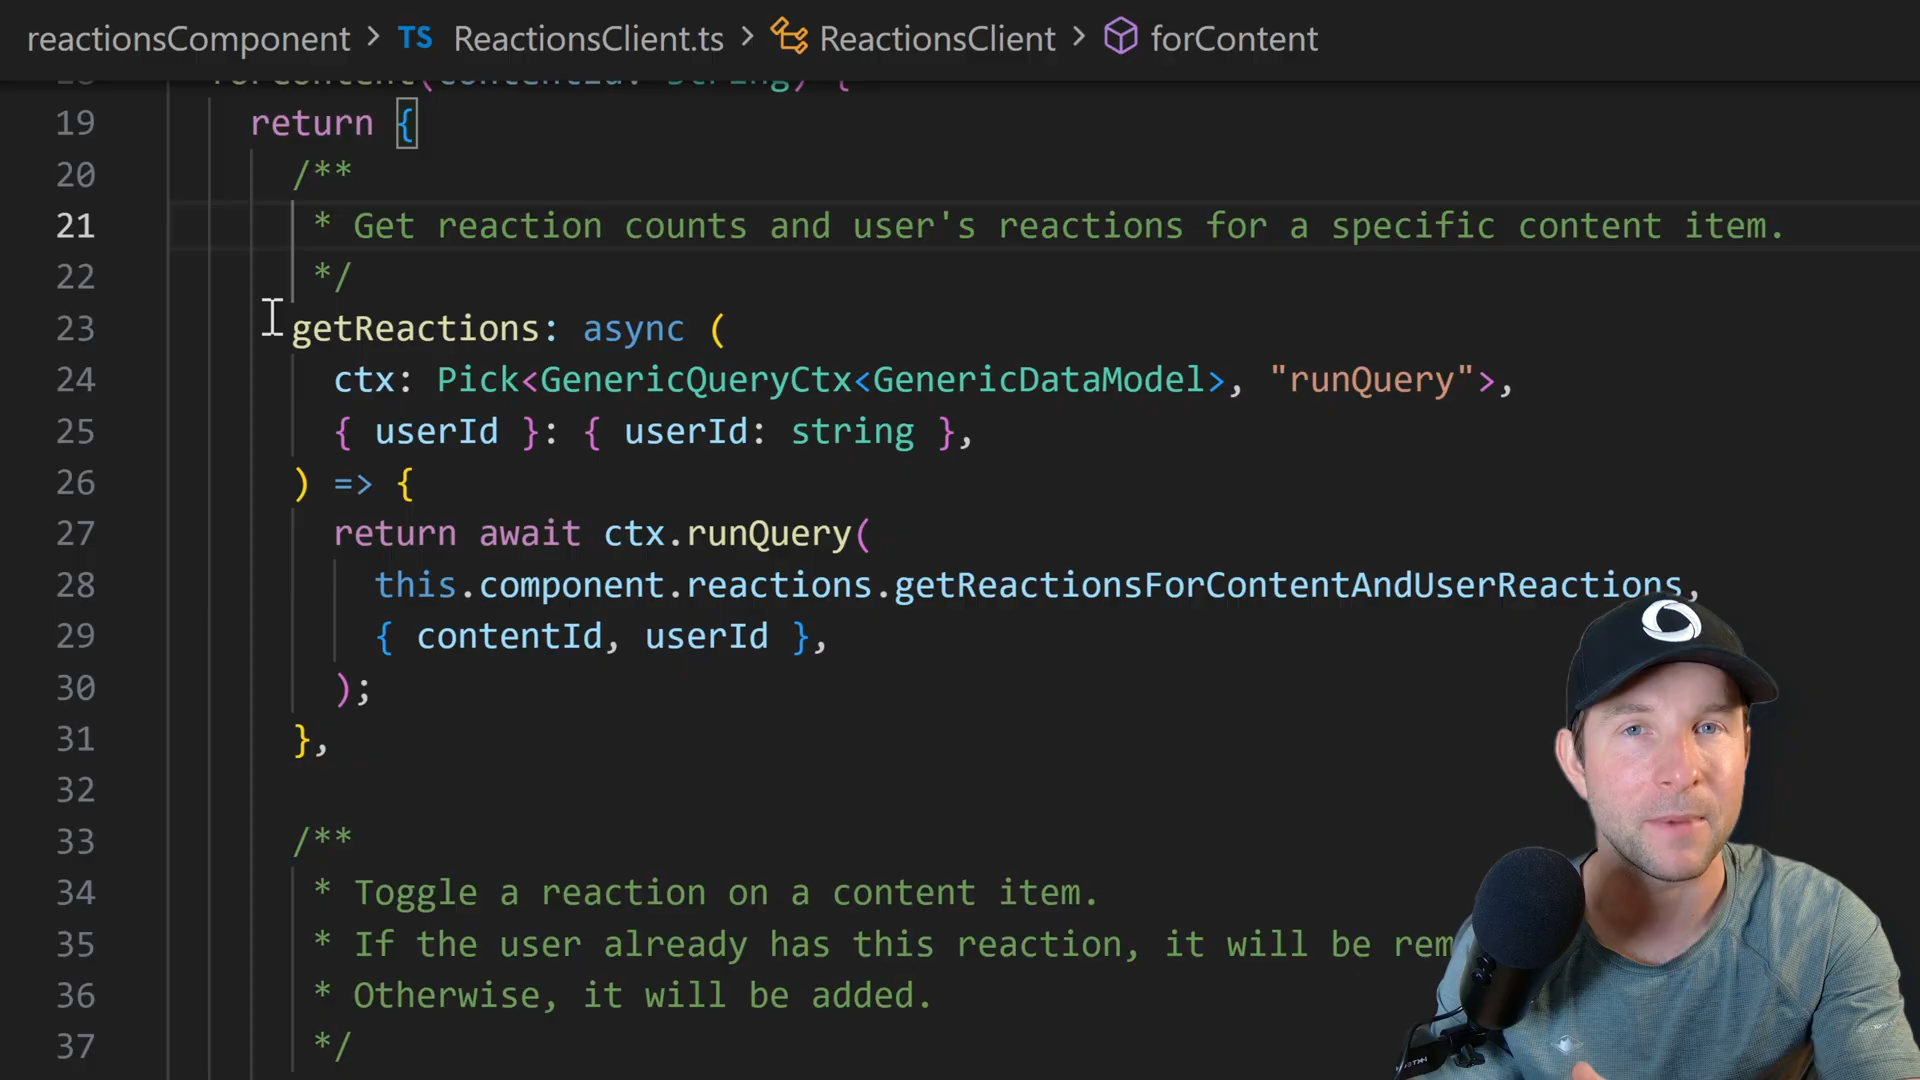 reactionsComponent > TS ReactionsClient.ts > ReactionsClient > forContent
forContent(contentId: string) {
19 return {
20 /**
21 * Get reaction counts and user's reactions for a specific content item.
22 */
23 getReactions: async (
24 ctx: Pick<GenericQueryCtx<GenericDataModel>, "runQuery">,
25 { userId }: { userId: string },
26 ) => {
27 return await ctx.runQuery(
28 this.component.reactions.getReactionsForContentAndUserReactions,
29 { contentId, userId },
30 );
31 },
32
33 /**
34 * Toggle a reaction on a content item.
35 * If the user already has this reaction, it will be rem
36 * Otherwise, it will be added.
37 */